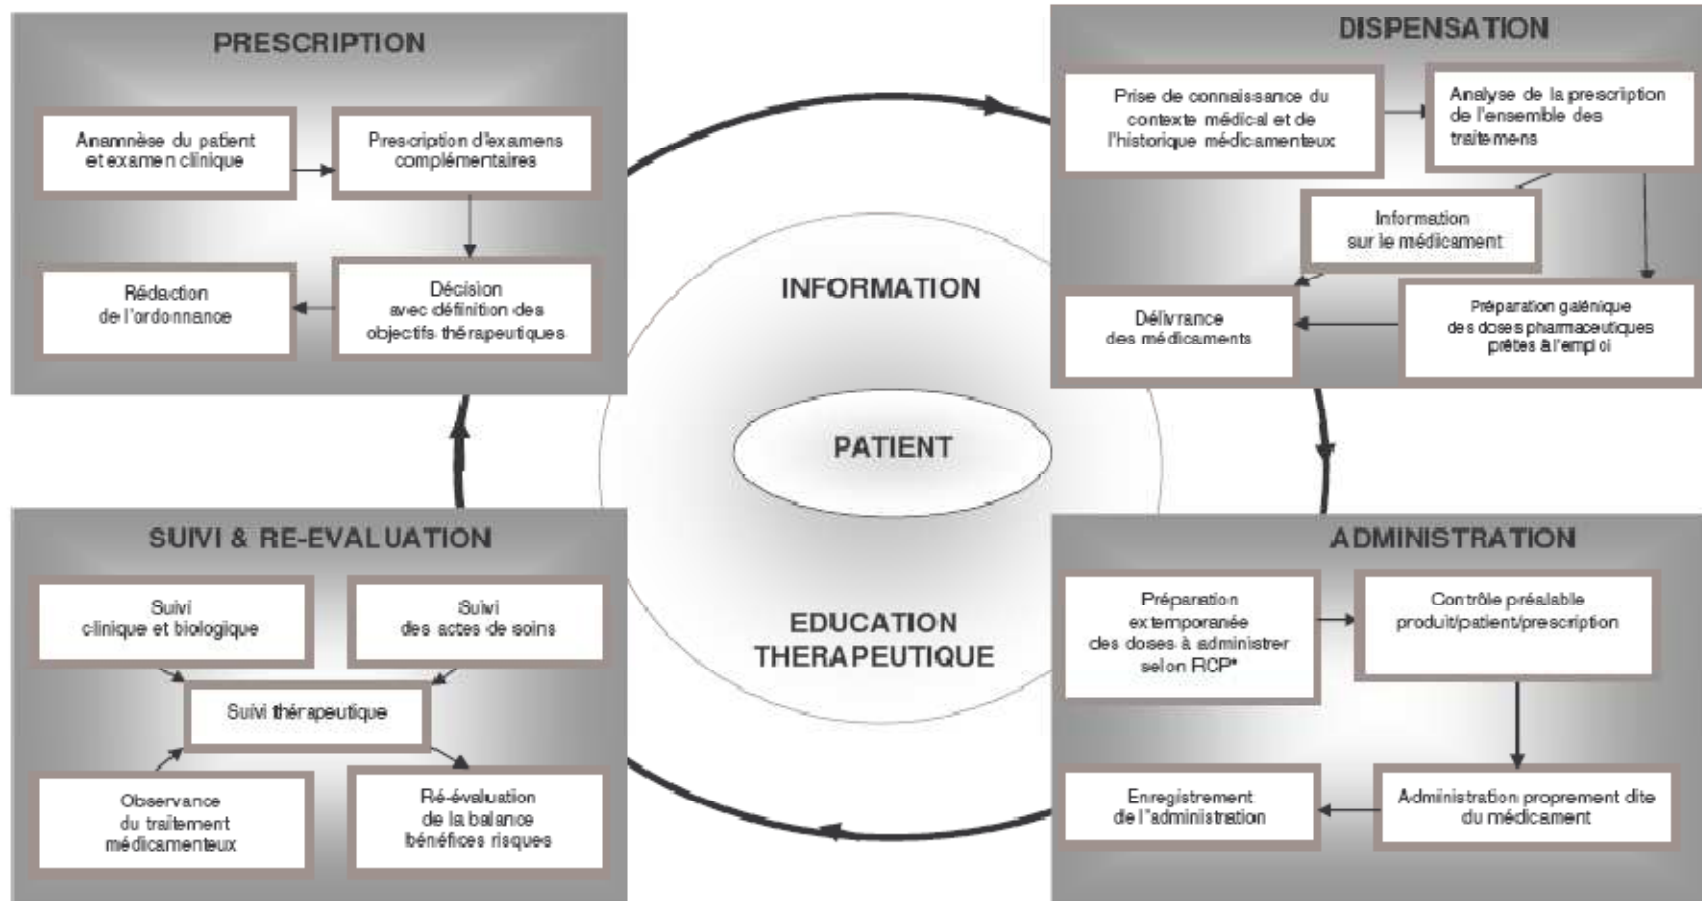 PRESCRIPTION
Anamnèse du patient
et examen clinique
Prescription d'examens
complémentaires
Rédaction
de l'ordonnance
Décision
avec définition des
objectifs thérapeutiques
DISPENSATION
Prise de connaissance du
contexte médical et de
l'historique médicamenteux
Analyse de la prescription
de l'ensemble des
traitemens
Information
sur le médicament
Délivrance
des médicaments
Préparation galénique
des doses pharmaceutiques
prêtes à l'emploi
INFORMATION
PATIENT
EDUCATION
THERAPEUTIQUE
SUIVI & RE-EVALUATION
Suivi
clinique et biologique
Suivi
des actes de soins
Suivi thérapeutique
Observance
du traitement
médicamenteux
Ré-évaluation
de la balance
bénéfices risques
ADMINISTRATION
Préparation
extemporanée
des doses à administrer
selon RCP*
Contrôle préalable
produit/patient/prescription
Enregistrement
de l'administration
Administration proprement dite
du médicament